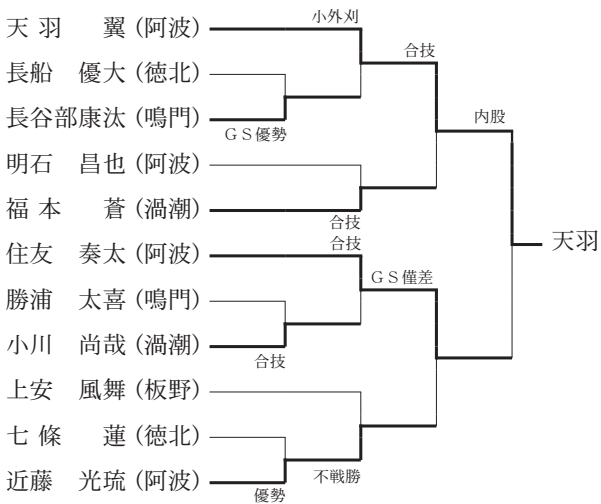 小外刈
天羽　翼（阿波）
合技
長船　優大（徳北）
長谷部康汰（鳴門）
ＧＳ優勢
内股
明石　昌也（阿波）
福本　蒼（渦潮）
合技
合技
住友　奏太（阿波）
天羽
勝浦　太喜（鳴門）
ＧＳ僅差
小川　尚哉（渦潮）
合技
上安　風舞（板野）
七條　蓮（徳北）
近藤　光琉（阿波）
不戦勝
優勢